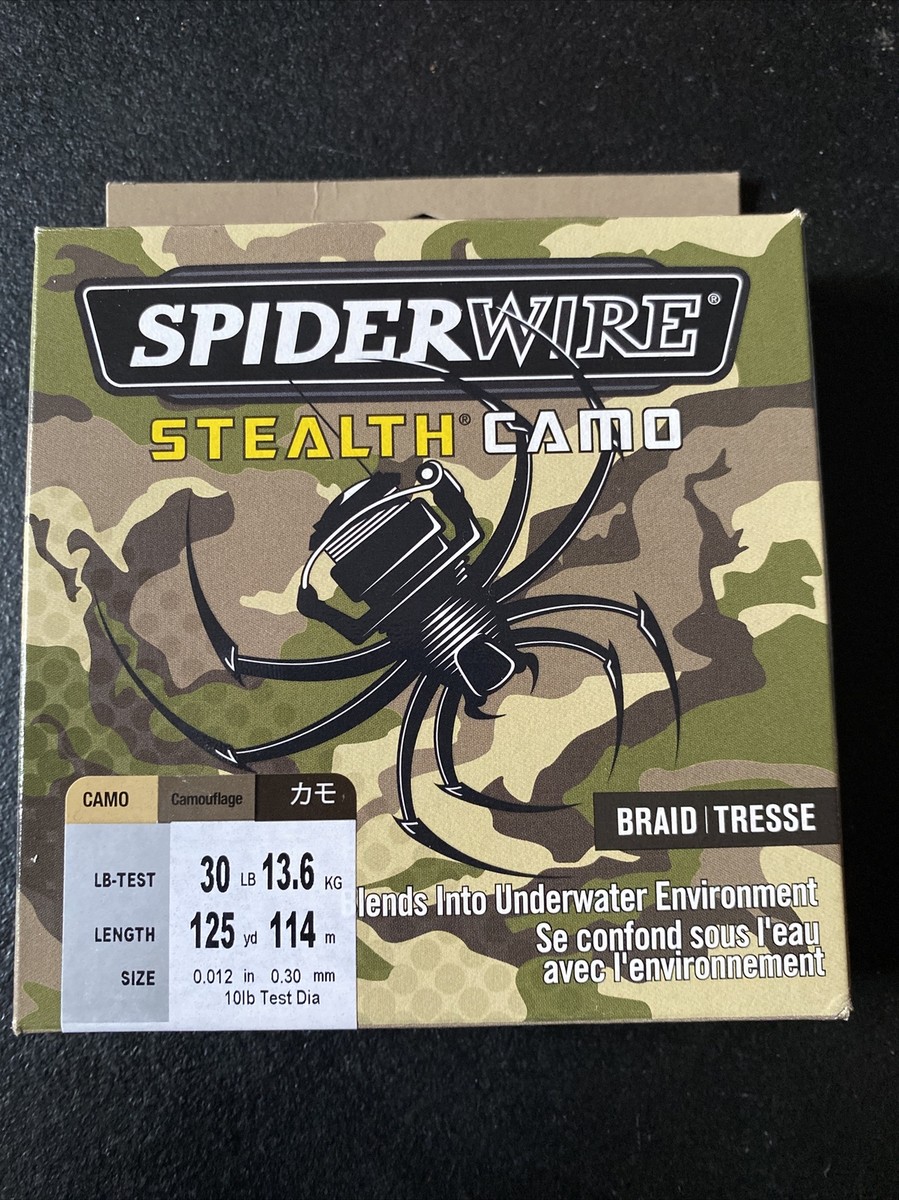 SPIDERWIRE®
STEALTH® CAMO
CAMO Camouflage カモ
LB-TEST 30 LB 13.6 KG
LENGTH 125 yd 114 m
SIZE 0.012 in 0.30 mm
10lb Test Dia
BRAID | TRESSE
lends Into Underwater Environment
Se confond sous l'eau
avec l'environnement